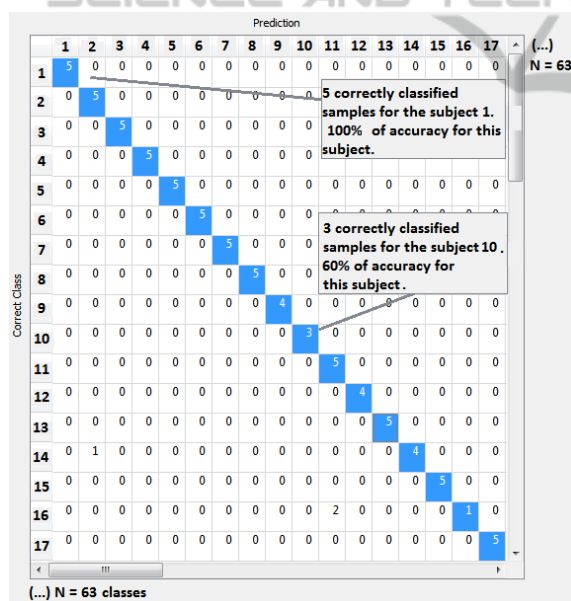 SCIENCE AND
Prediction
1 2 3 4 5 6 7 8 9 10 11 12 13 14 15 16 17 (...)
N = 63
1 5 0 0 0 0 0 0 0 0 0 0 0 0 0 0 0 0
2 0 5 0 0 0 0 0 0 0 0
3 0 0 5 0 0 0 0 0 0 0
4 0 0 0 5 0 0 0 0 0 0
5 correctly classified
samples for the subject 1.
100% of accuracy for this
subject.
5 0 0 0 0 5 0 0 0 0 0 0 0 0 0 0 0 0
6 0 0 0 0 0 5 0 0 0 0
7 0 0 0 0 0 0 5 0 0 0
8 0 0 0 0 0 0 0 5 0 0
3 correctly classified
samples for the subject 10 .
60% of accuracy for
this subject .
9 0 0 0 0 0 0 0 0 4 0 0 0 0 0 0 0 0
10 0 0 0 0 0 0 0 0 0 3 0 0 0 0 0 0 0
11 0 0 0 0 0 0 0 0 0 0 5 0 0 0 0 0 0
12 0 0 0 0 0 0 0 0 0 0 0 4 0 0 0 0 0
13 0 0 0 0 0 0 0 0 0 0 0 0 5 0 0 0 0
14 0 1 0 0 0 0 0 0 0 0 0 0 0 4 0 0 0
15 0 0 0 0 0 0 0 0 0 0 0 0 0 0 5 0 0
16 0 0 0 0 0 0 0 0 0 0 2 0 0 0 0 1 0
17 0 0 0 0 0 0 0 0 0 0 0 0 0 0 0 0 5
Correct Class
(...) N = 63 classes